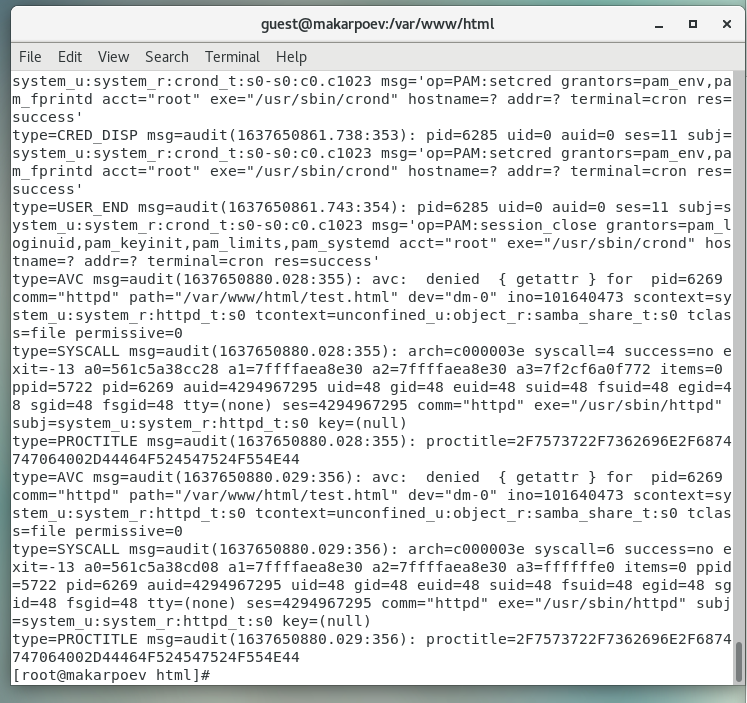 guest@makarpoev:/var/www/html
File Edit View Search Terminal Help
system_u:system_r:crond_t:s0-s0:c0.c1023 msg='op=PAM:setcred grantors=pam_env,pa
m_fprintd acct="root" exe="/usr/sbin/crond" hostname=? addr=? terminal=cron res=
success'
type=CRED_DISP msg=audit(1637650861.738:353): pid=6285 uid=0 auid=0 ses=11 subj=
system_u:system_r:crond_t:s0-s0:c0.c1023 msg='op=PAM:setcred grantors=pam_env,pa
m_fprintd acct="root" exe="/usr/sbin/crond" hostname=? addr=? terminal=cron res=
success'
type=USER_END msg=audit(1637650861.743:354): pid=6285 uid=0 auid=0 ses=11 subj=s
ystem_u:system_r:crond_t:s0-s0:c0.c1023 msg='op=PAM:session_close grantors=pam_l
oginuid,pam_keyinit,pam_limits,pam_systemd acct="root" exe="/usr/sbin/crond" hos
tname=? addr=? terminal=cron res=success'
type=AVC msg=audit(1637650880.028:355): avc:  denied  { getattr } for  pid=6269
comm="httpd" path="/var/www/html/test.html" dev="dm-0" ino=101640473 scontext=sy
stem_u:system_r:httpd_t:s0 tcontext=unconfined_u:object_r:samba_share_t:s0 tclas
s=file permissive=0
type=SYSCALL msg=audit(1637650880.028:355): arch=c000003e syscall=4 success=no e
xit=-13 a0=561c5a38cc28 a1=7ffffaea8e30 a2=7ffffaea8e30 a3=7f2cf6a0f772 items=0
ppid=5722 pid=6269 auid=4294967295 uid=48 gid=48 euid=48 suid=48 fsuid=48 egid=4
8 sgid=48 fsgid=48 tty=(none) ses=4294967295 comm="httpd" exe="/usr/sbin/httpd"
subj=system_u:system_r:httpd_t:s0 key=(null)
type=PROCTITLE msg=audit(1637650880.028:355): proctitle=2F7573722F7362696E2F6874
747064002D44464F524547524F554E44
type=AVC msg=audit(1637650880.029:356): avc:  denied  { getattr } for  pid=6269
comm="httpd" path="/var/www/html/test.html" dev="dm-0" ino=101640473 scontext=sy
stem_u:system_r:httpd_t:s0 tcontext=unconfined_u:object_r:samba_share_t:s0 tclas
s=file permissive=0
type=SYSCALL msg=audit(1637650880.029:356): arch=c000003e syscall=6 success=no e
xit=-13 a0=561c5a38cd08 a1=7ffffaea8e30 a2=7ffffaea8e30 a3=ffffffe0 items=0 ppid
=5722 pid=6269 auid=4294967295 uid=48 gid=48 euid=48 suid=48 fsuid=48 egid=48 sg
id=48 fsgid=48 tty=(none) ses=4294967295 comm="httpd" exe="/usr/sbin/httpd" subj
=system_u:system_r:httpd_t:s0 key=(null)
type=PROCTITLE msg=audit(1637650880.029:356): proctitle=2F7573722F7362696E2F6874
747064002D44464F524547524F554E44
[root@makarpoev html]#